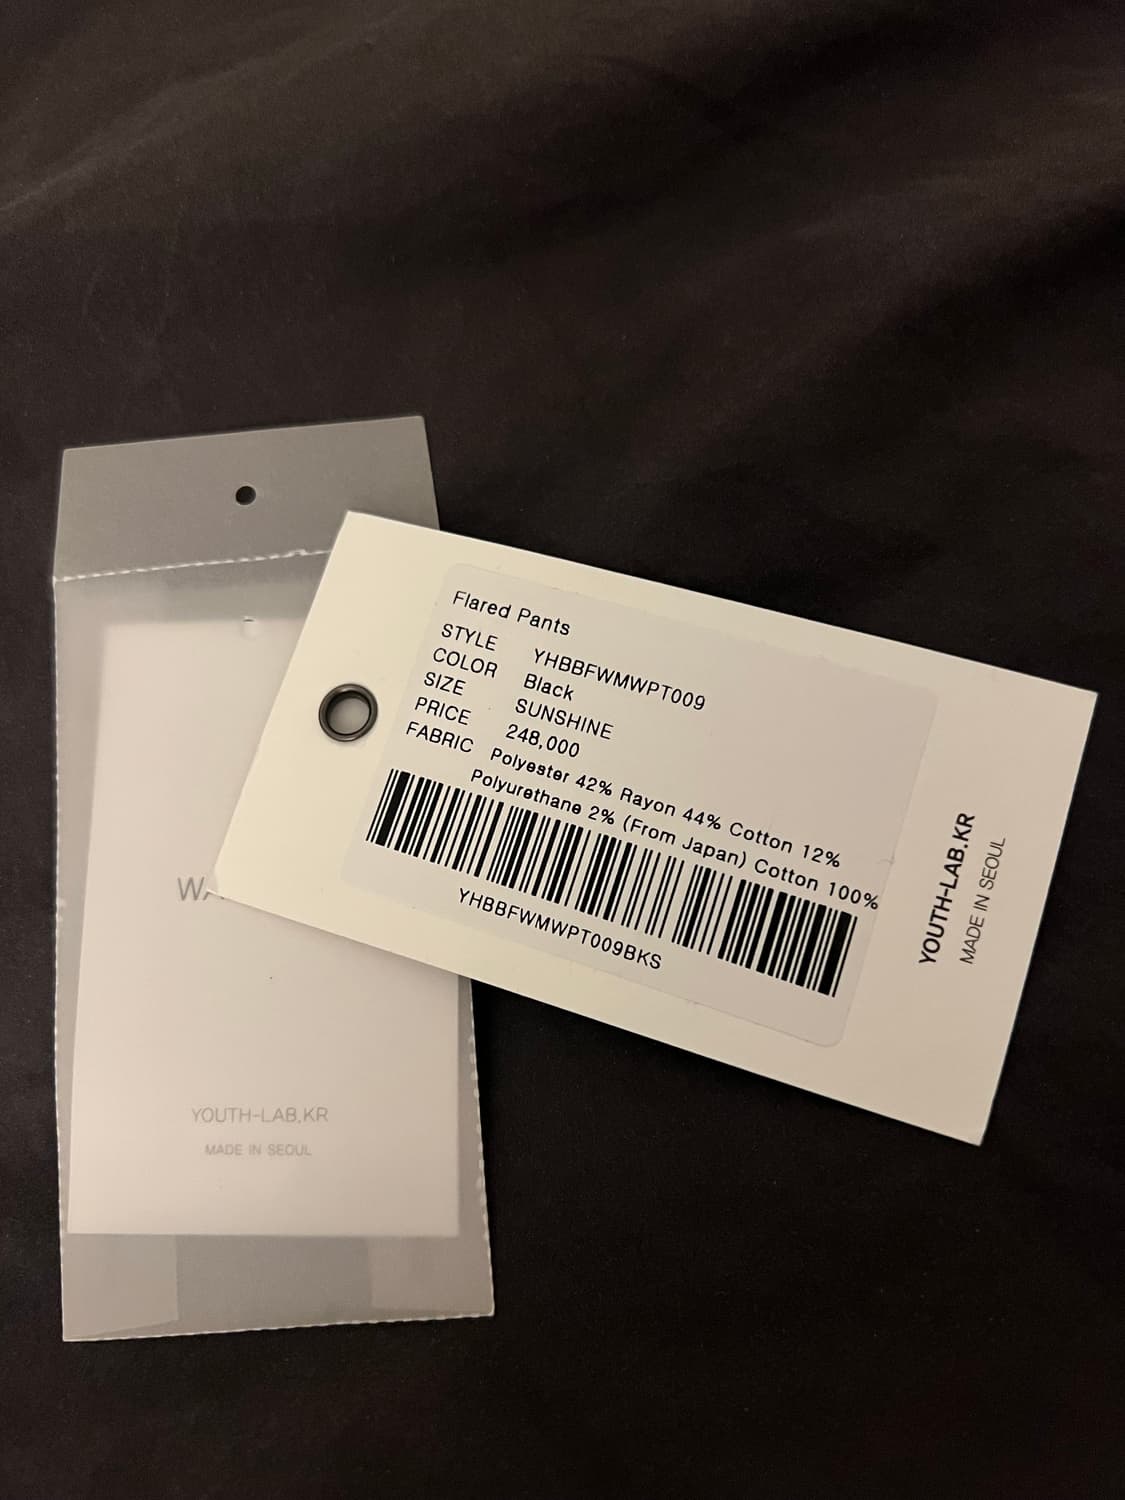 Flared Pants
STYLE YHBBFWMWPT009
COLOR Black
SIZE SUNSHINE
PRICE 248,000
FABRIC Polyester 42% Rayon 44% Cotton 12%
Polyurethane 2% (From Japan) Cotton 100%
YHBBFWMWPT009BKS
YOUTH-LAB.KR
MADE IN SEOUL
YOUTH-LAB.KR
MADE IN SEOUL